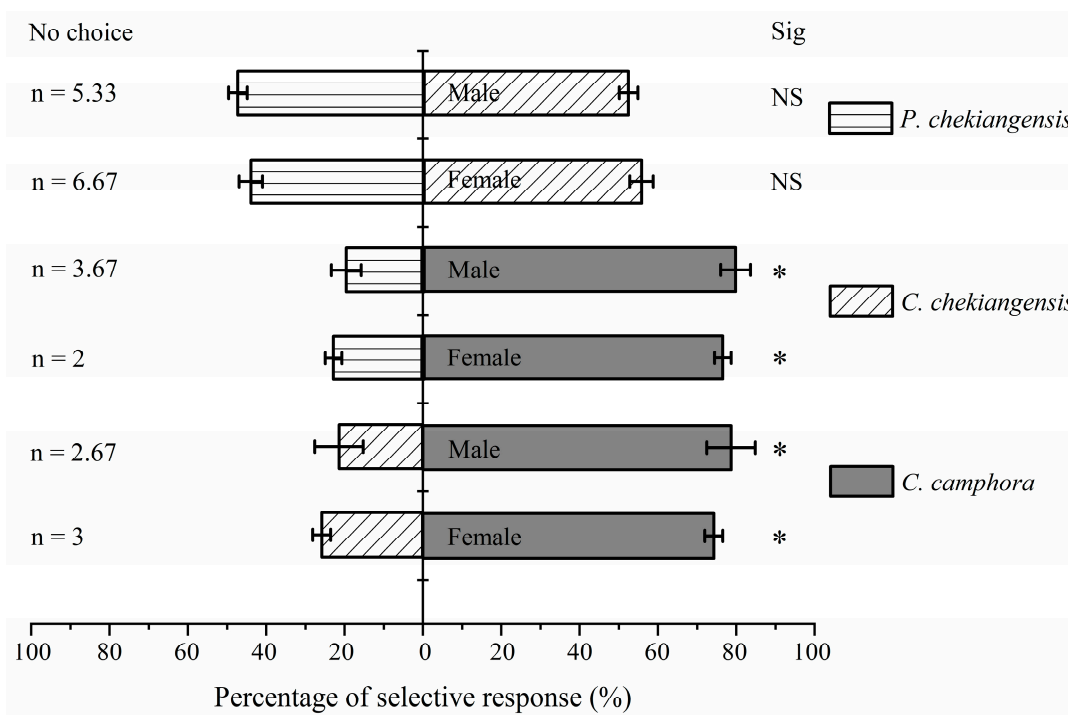 No choice Sig
n = 5.33 Male NS
P. chekiangensis
n = 6.67 Female NS
n = 3.67 Male *
C. chekiangensis
n = 2 Female *
n = 2.67 Male *
C. camphora
n = 3 Female *
100 80 60 40 20 0 20 40 60 80 100
Percentage of selective response (%)